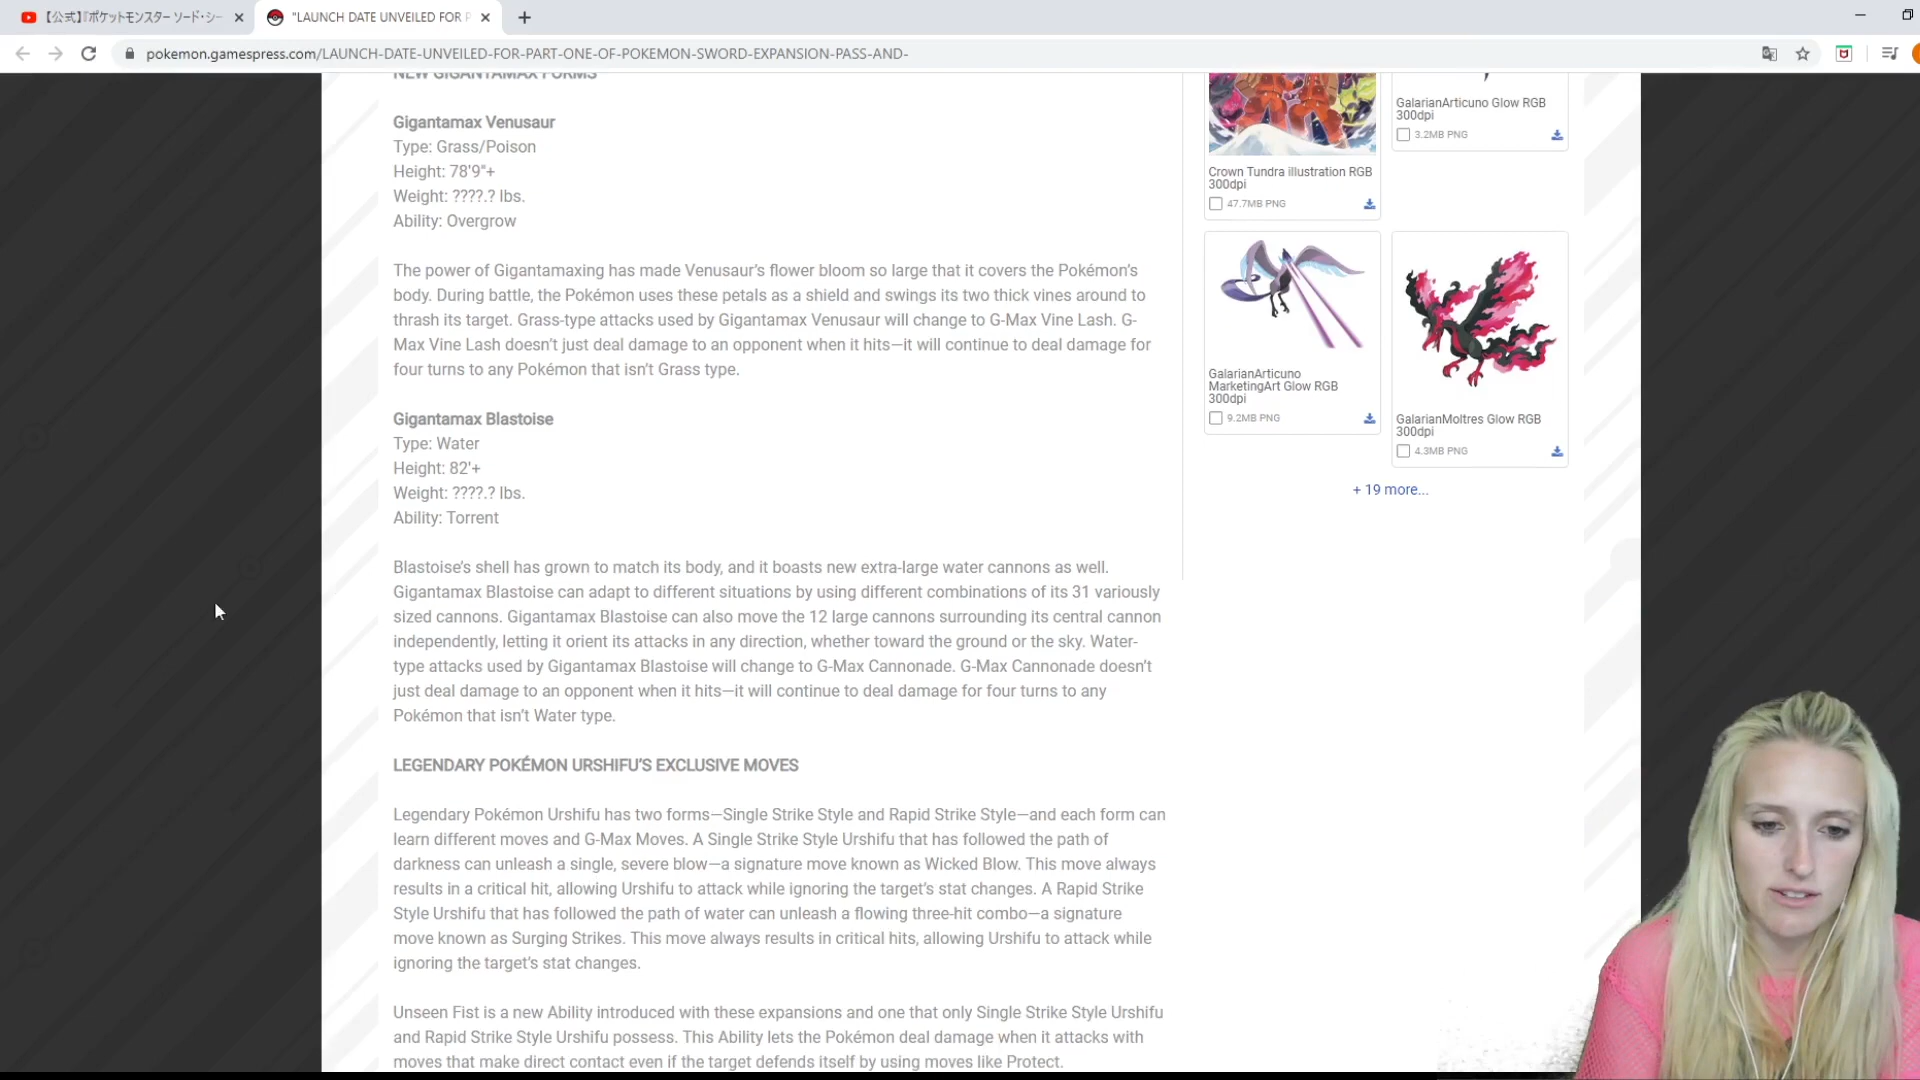 【公式】『ポケットモンスター ソード・シー
"LAUNCH DATE UNVEILED FOR P
pokemon.gamespress.com/LAUNCH-DATE-UNVEILED-FOR-PART-ONE-OF-POKEMON-SWORD-EXPANSION-PASS-AND-
NEW GIGANTAMAX FORMS
Gigantamax Venusaur
Type: Grass/Poison
Height: 78'9"+
Weight: ????.? lbs.
Ability: Overgrow
The power of Gigantamaxing has made Venusaur’s flower bloom so large that it covers the Pokémon’s
body. During battle, the Pokémon uses these petals as a shield and swings its two thick vines around to
thrash its target. Grass-type attacks used by Gigantamax Venusaur will change to G-Max Vine Lash. G-
Max Vine Lash doesn’t just deal damage to an opponent when it hits—it will continue to deal damage for
four turns to any Pokémon that isn’t Grass type.
Gigantamax Blastoise
Type: Water
Height: 82'+
Weight: ????.? lbs.
Ability: Torrent
Blastoise’s shell has grown to match its body, and it boasts new extra-large water cannons as well.
Gigantamax Blastoise can adapt to different situations by using different combinations of its 31 variously
sized cannons. Gigantamax Blastoise can also move the 12 large cannons surrounding its central cannon
independently, letting it orient its attacks in any direction, whether toward the ground or the sky. Water-
type attacks used by Gigantamax Blastoise will change to G-Max Cannonade. G-Max Cannonade doesn’t
just deal damage to an opponent when it hits—it will continue to deal damage for four turns to any
Pokémon that isn’t Water type.
LEGENDARY POKÉMON URSHIFU’S EXCLUSIVE MOVES
Legendary Pokémon Urshifu has two forms—Single Strike Style and Rapid Strike Style—and each form can
learn different moves and G-Max Moves. A Single Strike Style Urshifu that has followed the path of
darkness can unleash a single, severe blow—a signature move known as Wicked Blow. This move always
results in a critical hit, allowing Urshifu to attack while ignoring the target’s stat changes. A Rapid Strike
Style Urshifu that has followed the path of water can unleash a flowing three-hit combo—a signature
move known as Surging Strikes. This move always results in critical hits, allowing Urshifu to attack while
ignoring the target’s stat changes.
Unseen Fist is a new Ability introduced with these expansions and one that only Single Strike Style Urshifu
and Rapid Strike Style Urshifu possess. This Ability lets the Pokémon deal damage when it attacks with
moves that make direct contact even if the target defends itself by using moves like Protect.
GalarianArticuno Glow RGB
300dpi
3.2MB PNG
Crown Tundra illustration RGB
300dpi
47.7MB PNG
GalarianArticuno
MarketingArt Glow RGB
300dpi
9.2MB PNG
GalarianMoltres Glow RGB
300dpi
4.3MB PNG
+ 19 more...